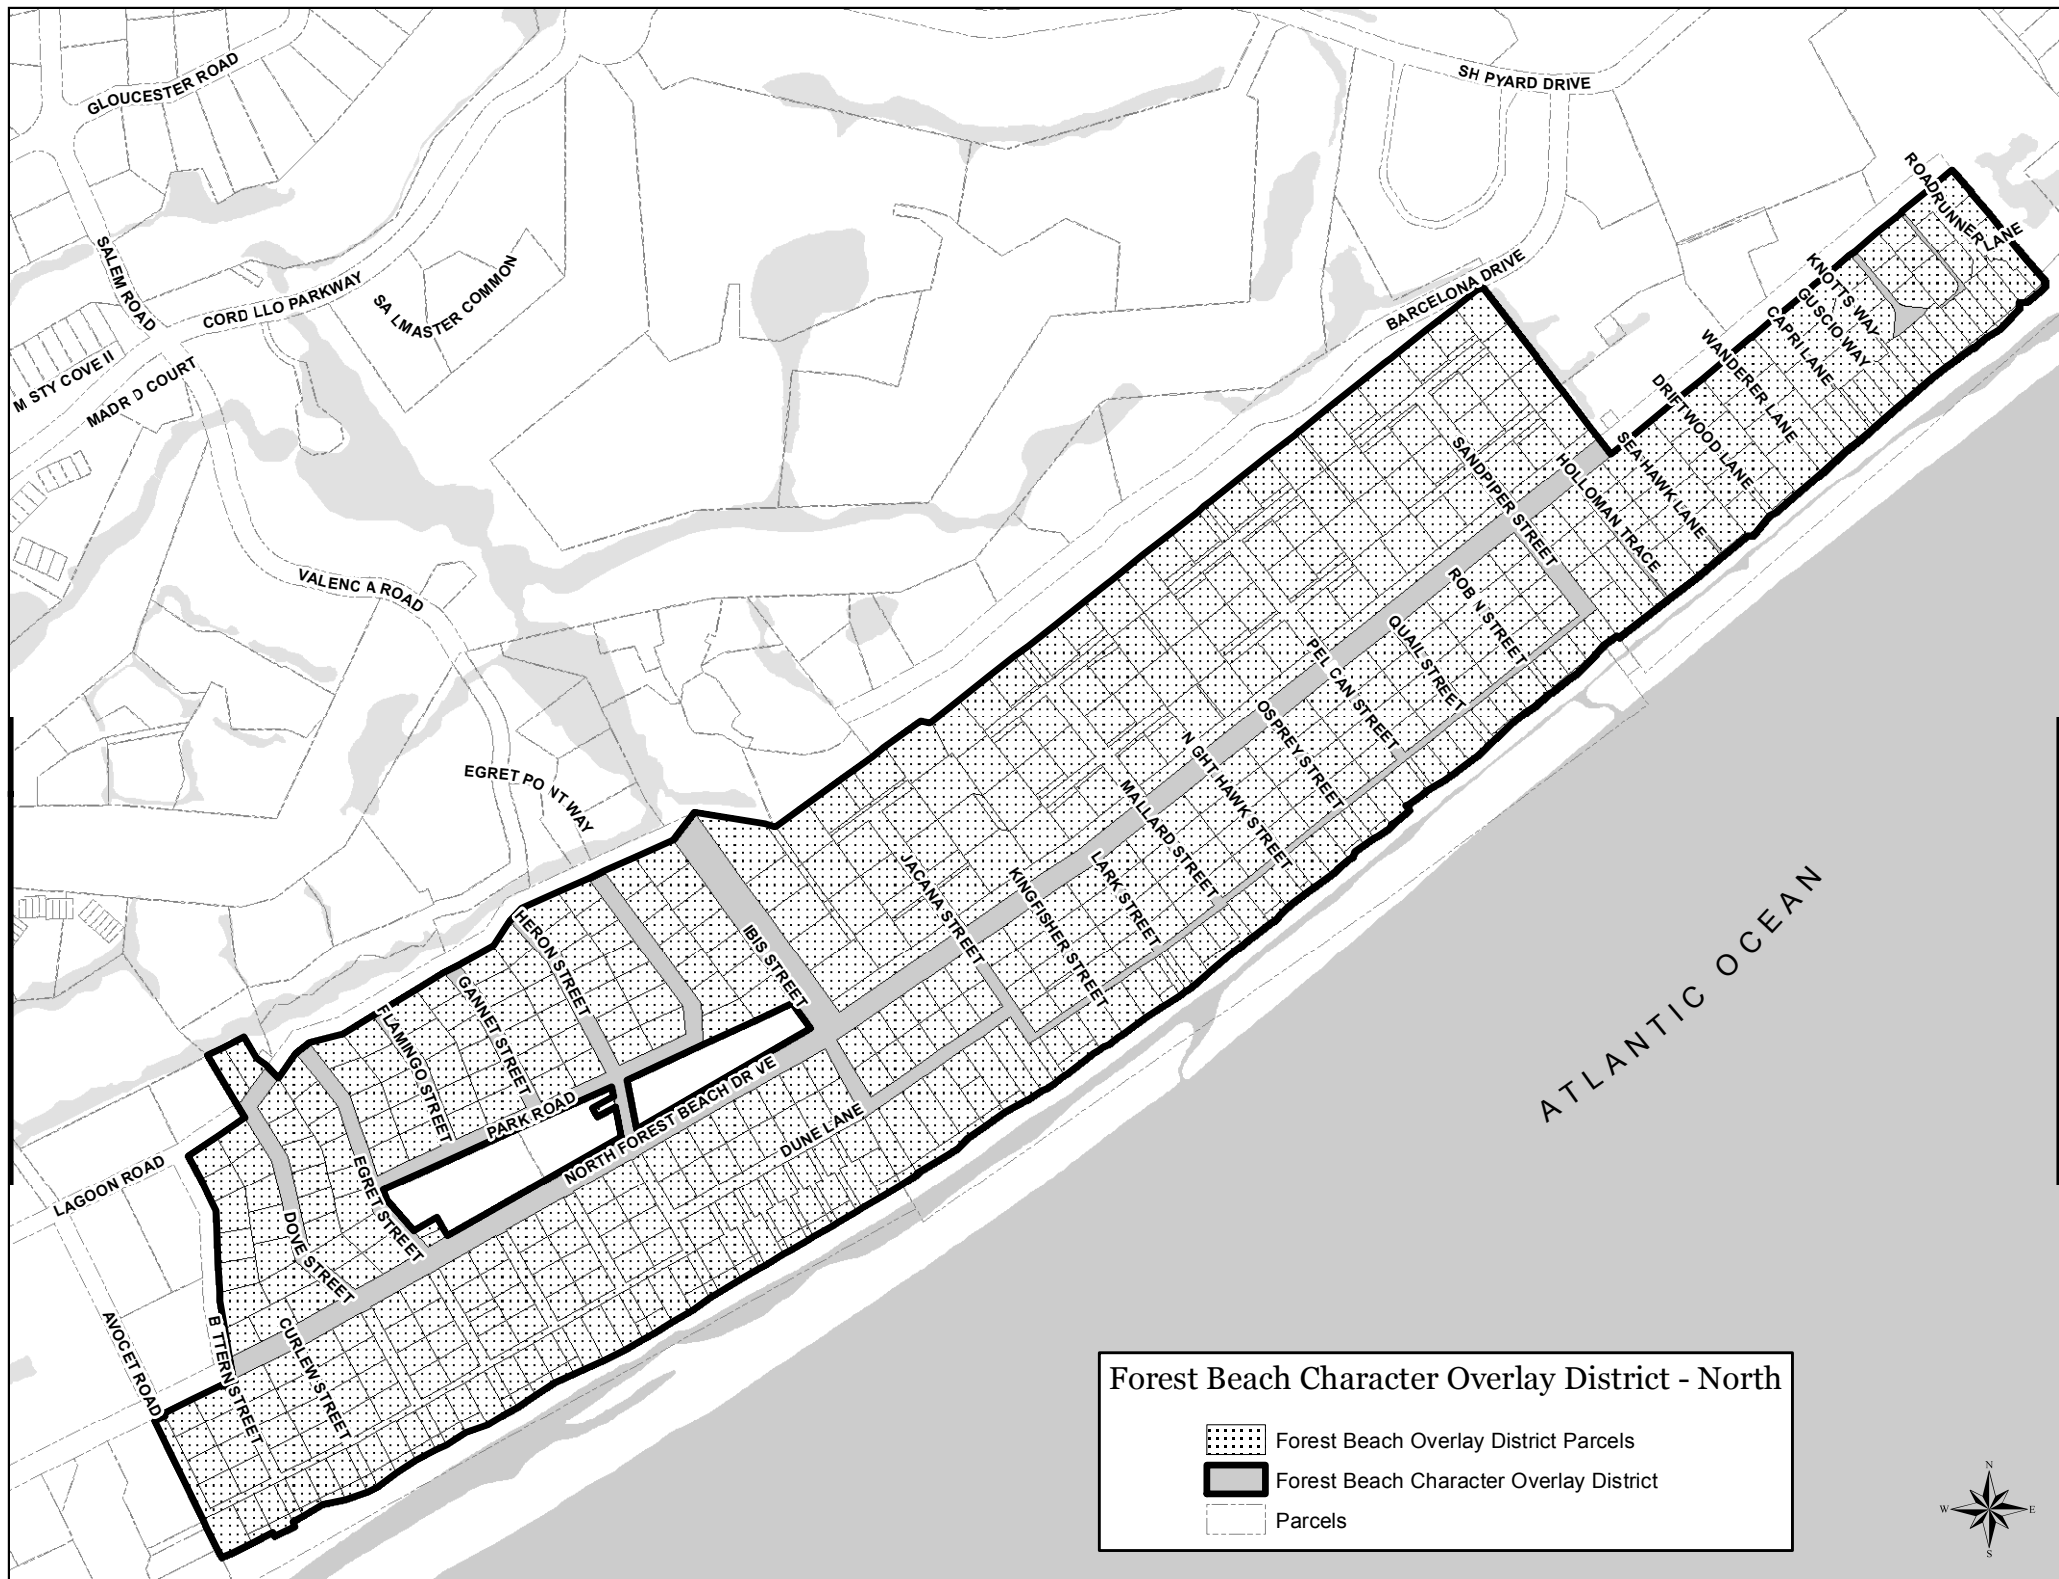 GLOUCESTER ROAD
SH PYARD DRIVE
ROADRUNNER LANE
SALEM ROAD
CORD LLO PARKWAY
SA LMASTER COMMON
BARCELONA DRIVE
KNOTTS WAY
GUSCIO WAY
CAPRI LANE
WANDERER LANE
DRIFTWOOD LANE
SEA HAWK LANE
HOLLOMAN TRACE
SANDPIPER STREET
M STY COVE II
MADR D COURT
VALENC A ROAD
ROB N STREET
QUAIL STREET
PEL CAN STREET
OSPREY STREET
N GHT HAWK STREET
MALLARD STREET
LARK STREET
KINGFISHER STREET
JACANA STREET
EGRET PO NT WAY
IBIS STREET
HERON STREET
GANNET STREET
FLAMINGO STREET
PARK ROAD
NORTH FOREST BEACH DR VE
DUNE LANE
EGRET STREET
DOVE STREET
LAGOON ROAD
AVOCET ROAD
B TTERN STREET
CURLEW STREET
ATLANTIC OCEAN
Forest Beach Character Overlay District - North
Forest Beach Overlay District Parcels
Forest Beach Character Overlay District
Parcels
N
W E
S